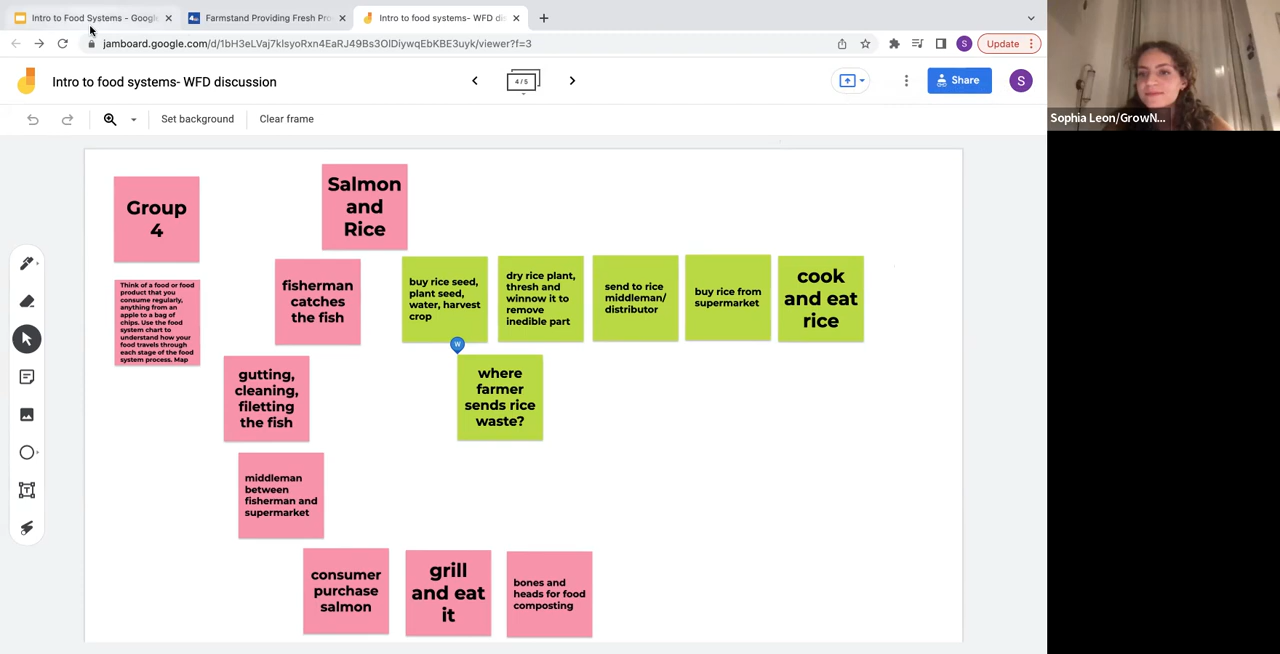 Intro to Food Systems - Googl
Farmstand Providing Fresh Pro
Intro to food systems- WFD di
jamboard.google.com/d/1bH3eLVaj7klsyoRxn4EaRJ49Bs3OlDiywqEbKBE3uyk/viewer?f=3
S
Update
Intro to food systems- WFD discussion
4 / 5
Share
S
Set background
Clear frame
Sophia Leon/GrowN...
Group
4
Salmon
and
Rice
Think of a food or food
product that you
consume regularly,
anything from an
apple to a bag of
chips. Use the food
system chart to
understand how your
food travels through
each stage of the food
system process. Map
fisherman
catches
the fish
buy rice seed,
plant seed,
water, harvest
crop
dry rice plant,
thresh and
winnow it to
remove
inedible part
send to rice
middleman/
distributor
buy rice from
supermarket
cook
and eat
rice
W
gutting,
cleaning,
filetting
the fish
where
farmer
sends rice
waste?
middleman
between
fisherman and
supermarket
consumer
purchase
salmon
grill
and eat
it
bones and
heads for food
composting